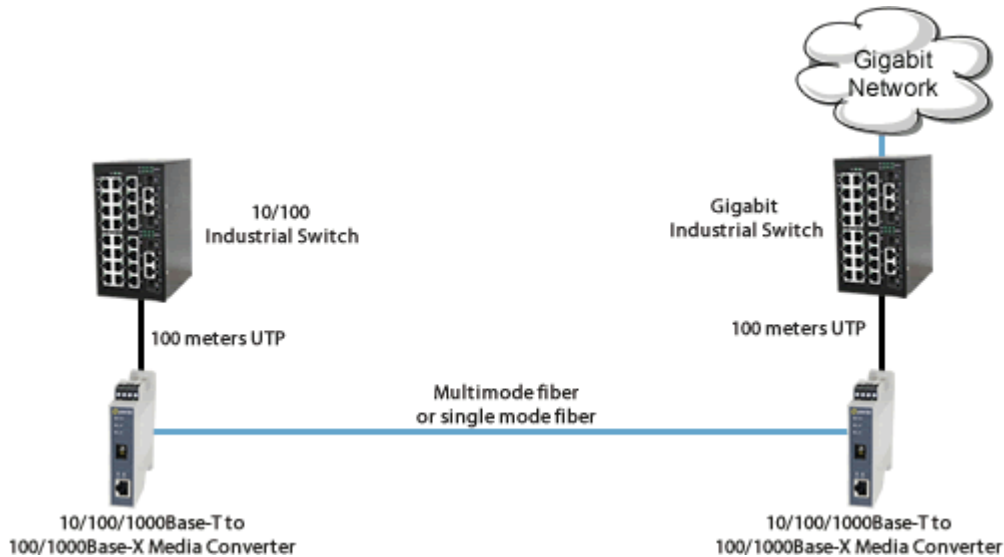 Gigabit
Network
10/100
Industrial Switch
Gigabit
Industrial Switch
100 meters UTP
100 meters UTP
Multimode fiber
or single mode fiber
10/100/1000Base-T to
100/1000Base-X Media Converter
10/100/1000Base-T to
100/1000Base-X Media Converter